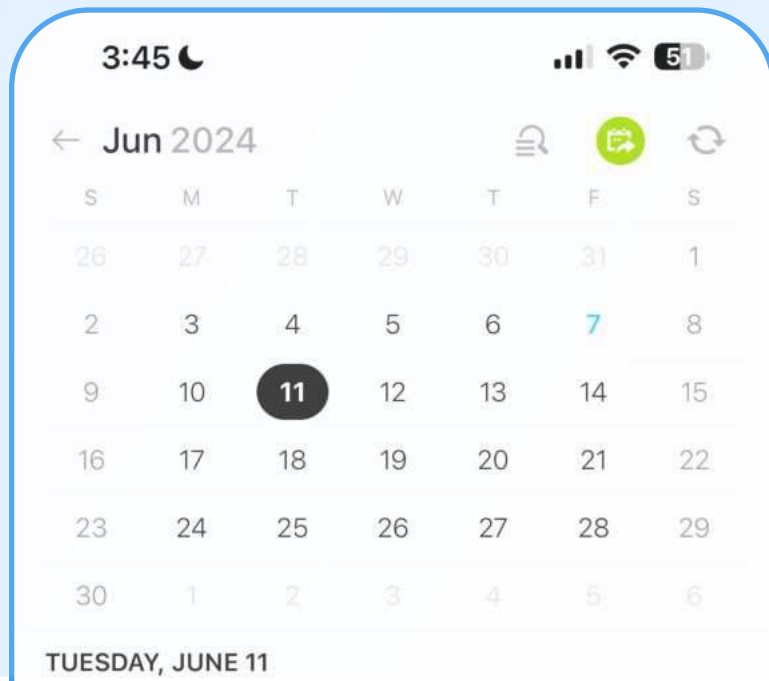 3:45 51
Jun 2024
S M T W T F S
26 27 28 29 30 31 1
2 3 4 5 6 7 8
9 10 11 12 13 14 15
16 17 18 19 20 21 22
23 24 25 26 27 28 29
30 1 2 3 4 5 6
TUESDAY, JUNE 11